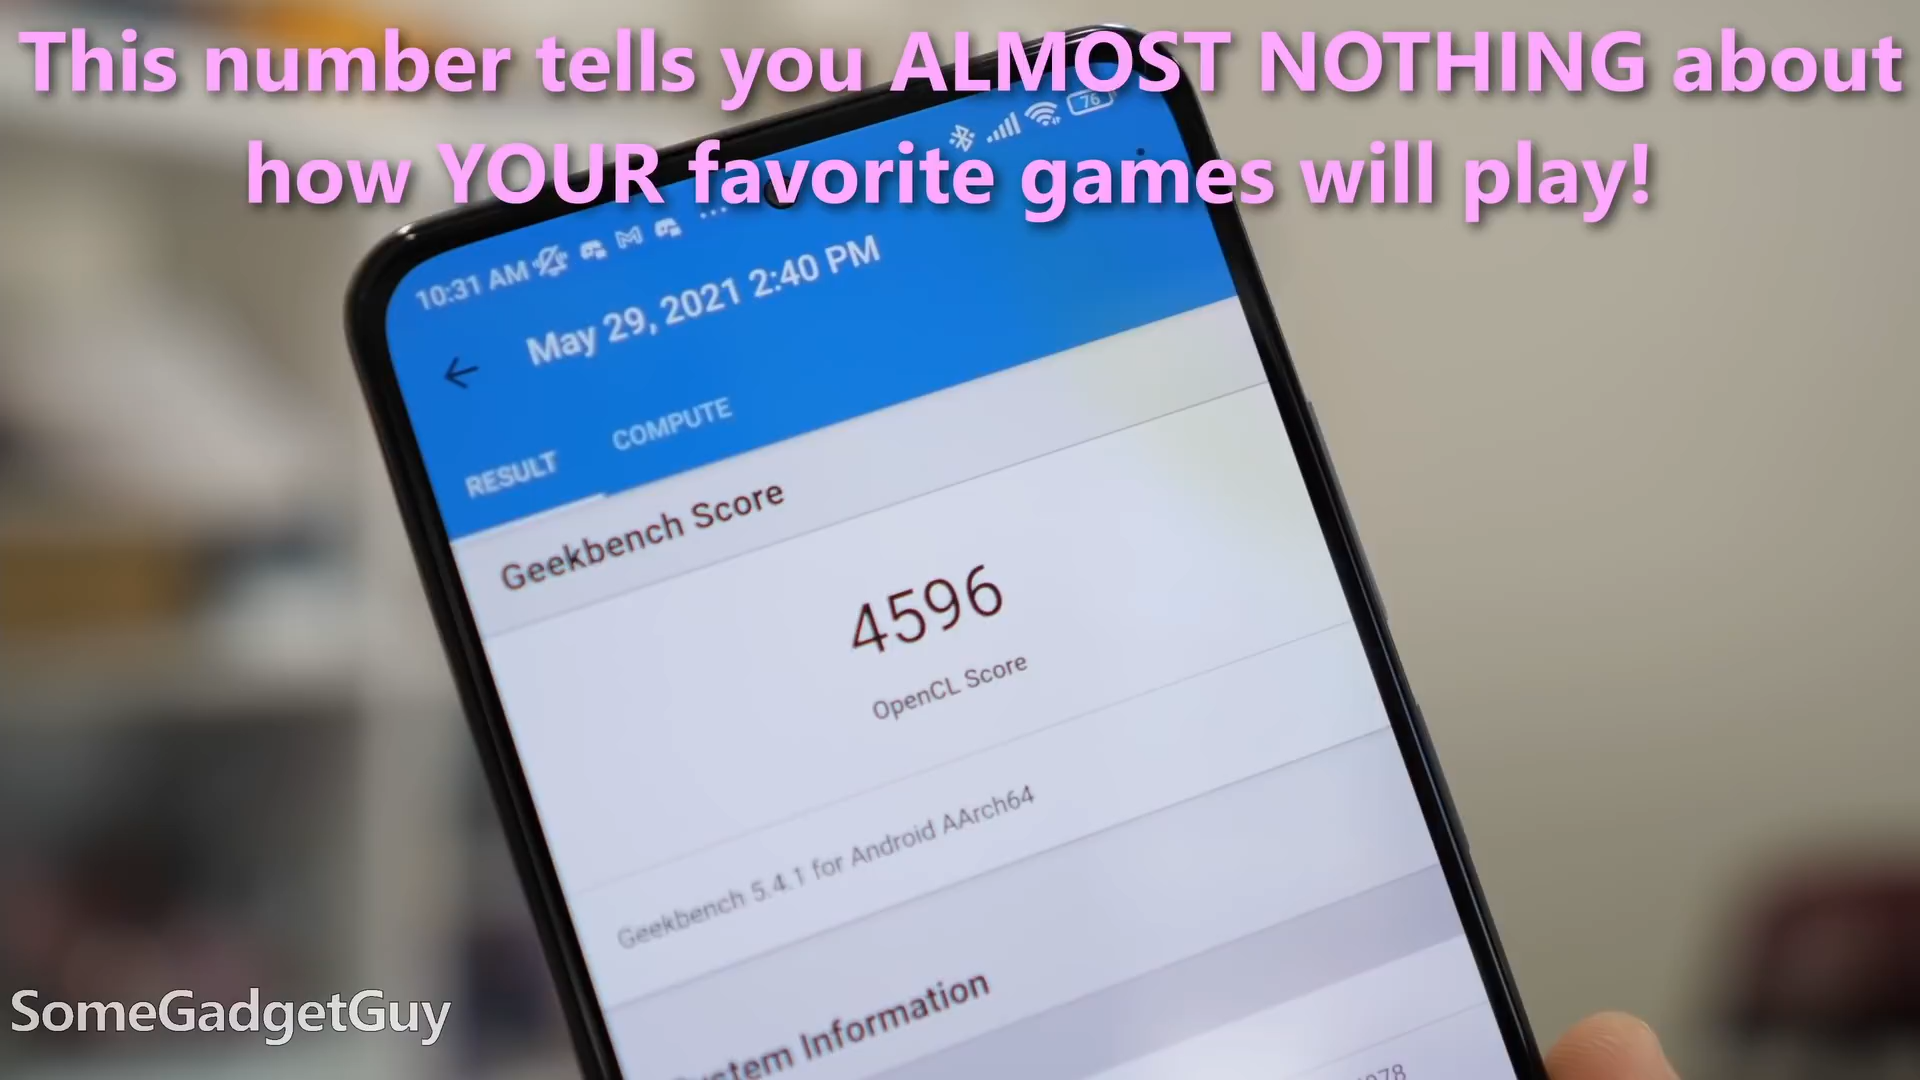 This number tells you ALMOST NOTHING about
how YOUR favorite games will play!
76
10:31 AM
May 29, 2021 2:40 PM
RESULT COMPUTE
Geekbench Score
4596
OpenCL Score
Geekbench 5.4.1 for Android AArch64
System Information
SomeGadgetGuy